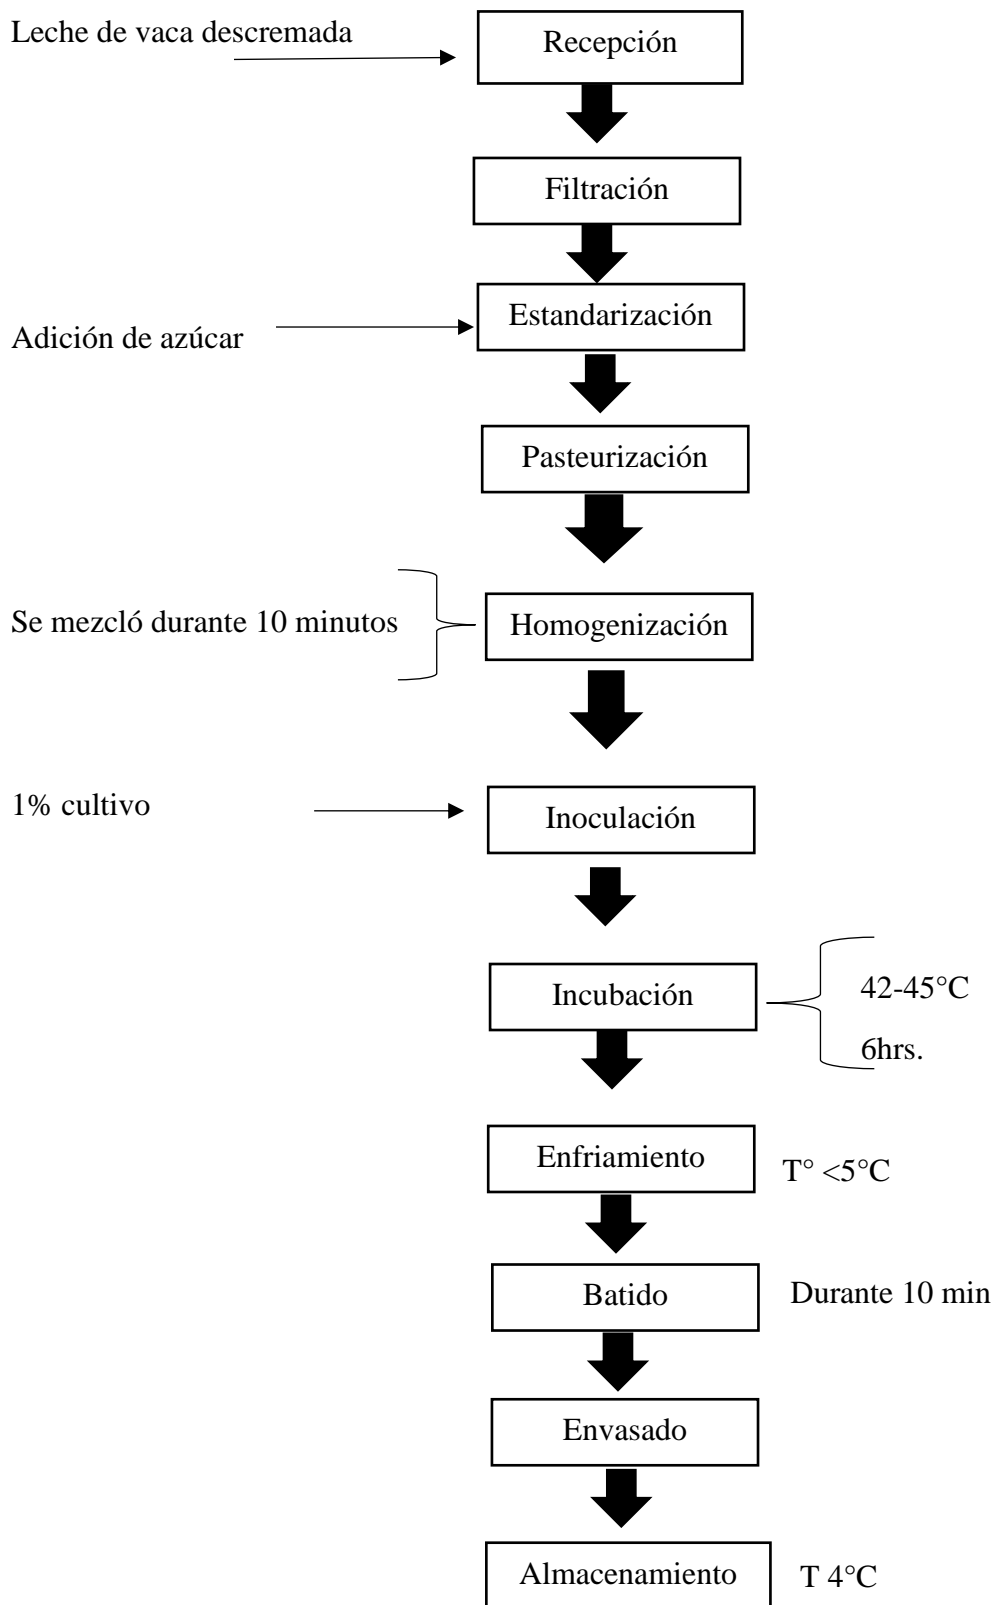 Leche de vaca descremada
Recepción
Filtración
Adición de azúcar
Estandarización
Pasteurización
Se mezcló durante 10 minutos
Homogenización
1% cultivo
Inoculación
Incubación
42-45°C
6hrs.
Enfriamiento
T° <5°C
Batido
Durante 10 min
Envasado
Almacenamiento
T 4°C